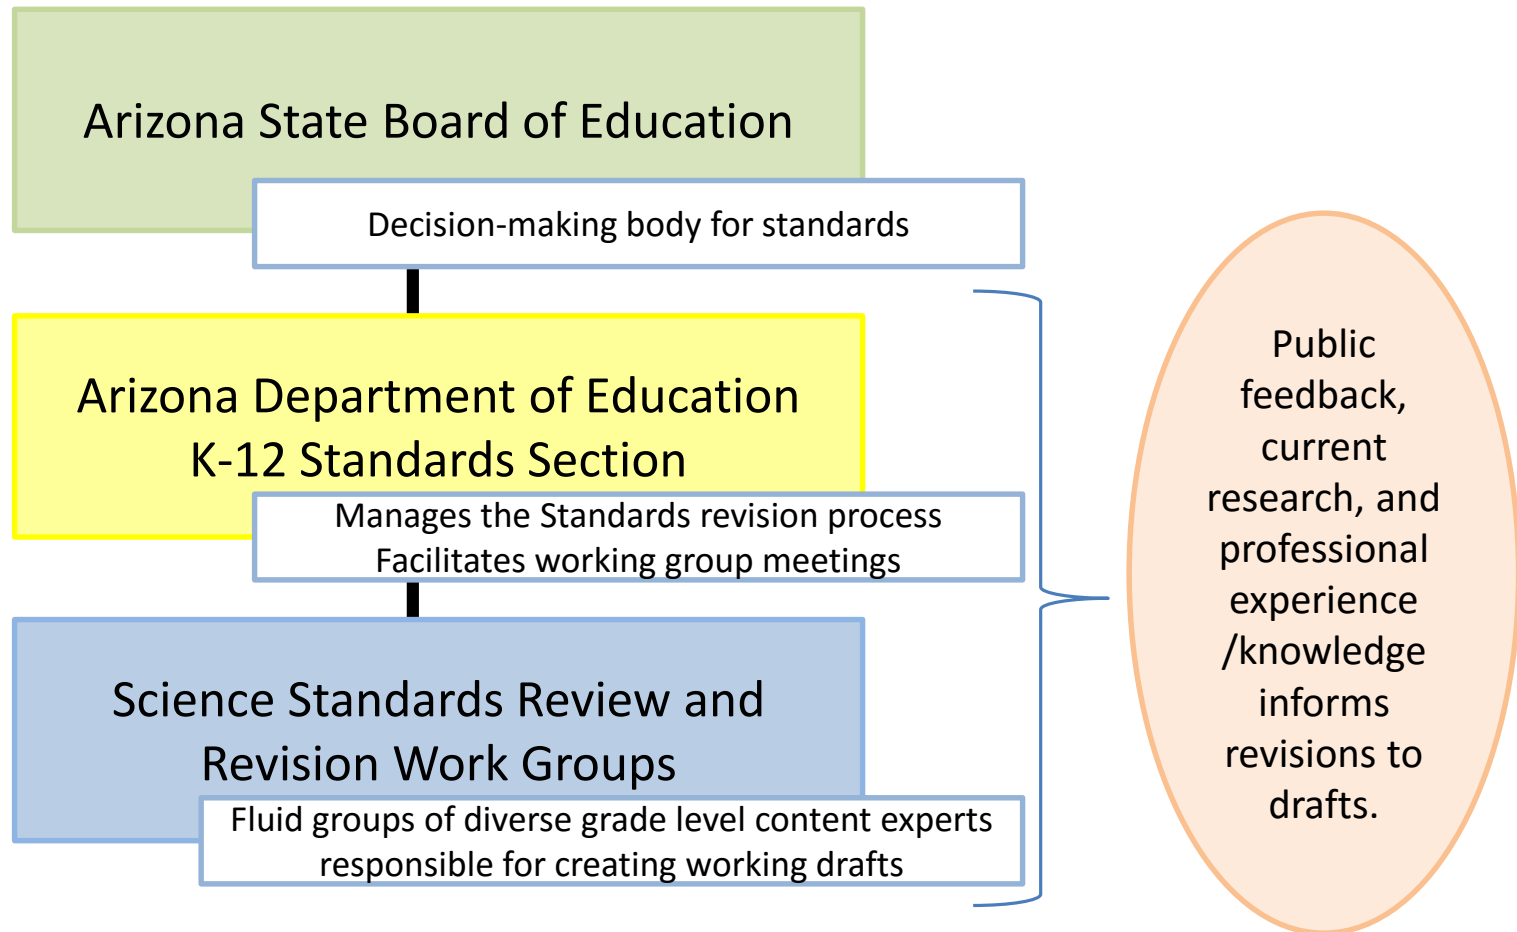 Arizona State Board of Education
Decision-making body for standards
Arizona Department of Education
K-12 Standards Section
Manages the Standards revision process
Facilitates working group meetings
Science Standards Review and
Revision Work Groups
Fluid groups of diverse grade level content experts
responsible for creating working drafts
Public
feedback,
current
research, and
professional
experience
/knowledge
informs
revisions to
drafts.